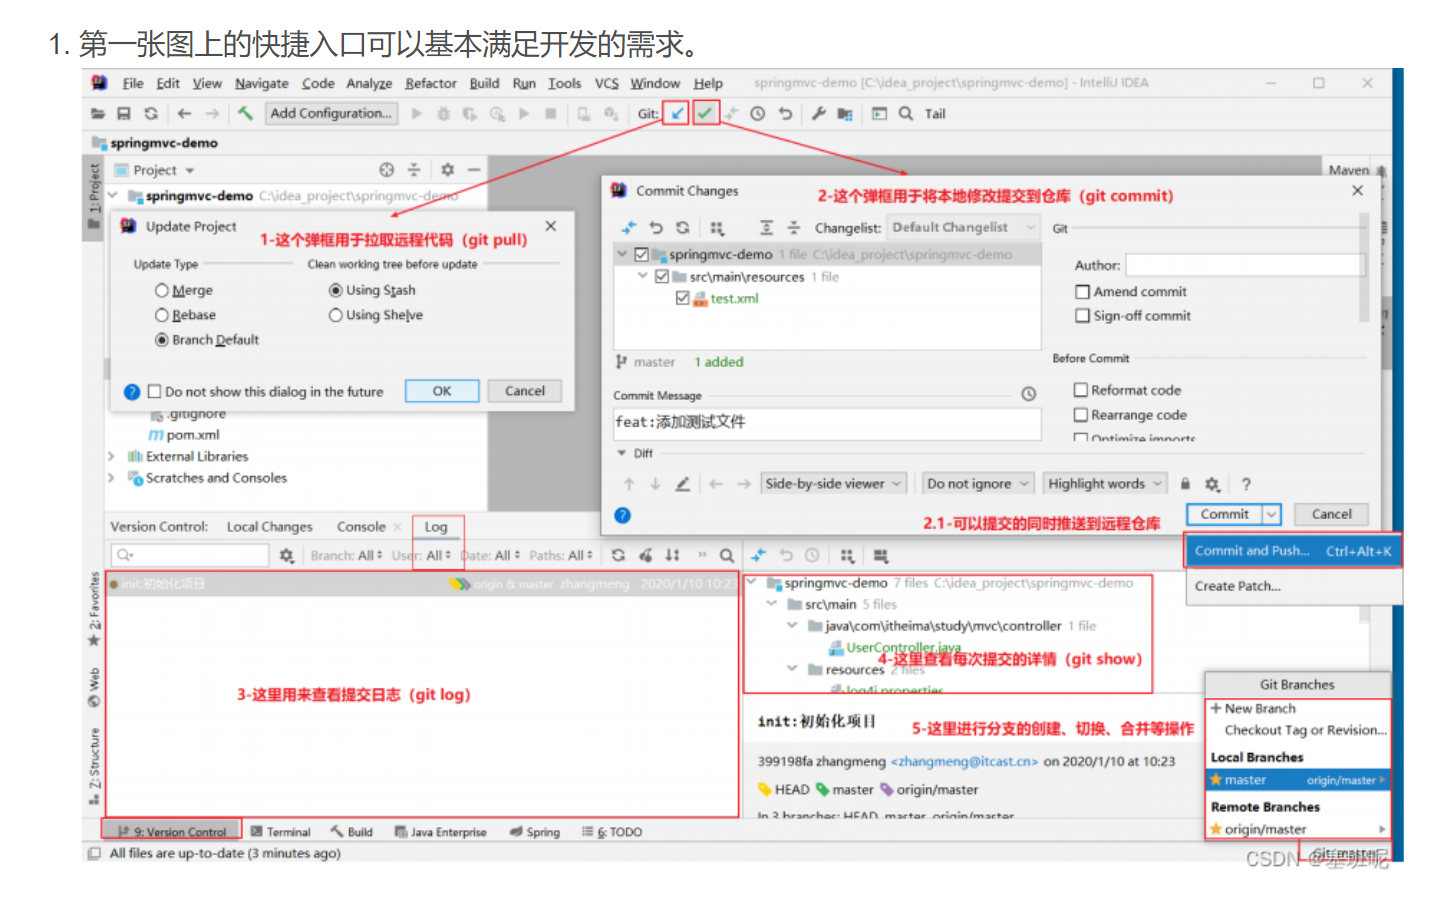 1. 第一张图上的快捷入口可以基本满足开发的需求。
File Edit View Navigate Code Analyze Refactor Build Run Tools VCS Window Help springmvc-demo [C:\idea_project\springmvc-demo] - IntelliJ IDEA
Add Configuration... Git: Tail
springmvc-demo
1: Project
Project
Maven
springmvc-demo C:\idea_project\springmvc-demo
Update Project
1-这个弹框用于拉取远程代码（git pull）
Update Type Clean working tree before update
Merge Using Stash
Rebase Using Shelve
Branch Default
Do not show this dialog in the future OK Cancel
.gitignore
pom.xml
External Libraries
Scratches and Consoles
Commit Changes
2-这个弹框用于将本地修改提交到仓库（git commit）
Changelist: Default Changelist Git
springmvc-demo 1 file C:\idea_project\springmvc-demo
src\main\resources 1 file
test.xml
Author:
Amend commit
Sign-off commit
master 1 added
Before Commit
Commit Message
Reformat code
feat:添加测试文件
Rearrange code
Optimize imports
Diff
Side-by-side viewer Do not ignore Highlight words ?
2.1-可以提交的同时推送到远程仓库
Commit Cancel
Commit and Push... Ctrl+Alt+K
Create Patch...
Version Control: Local Changes Console Log
Branch: All User: All Date: All Paths: All
init:初始化项目 origin & master zhangmeng 2020/1/10 10:23
3-这里用来查看提交日志（git log）
springmvc-demo 7 files C:\idea_project\springmvc-demo
src\main 5 files
java\com\itheima\study\mvc\controller 1 file
UserController.java
4-这里查看每次提交的详情（git show）
resources 2 files
log4j.properties
init:初始化项目
5-这里进行分支的创建、切换、合并等操作
399198fa zhangmeng <zhangmeng@itcast.cn> on 2020/1/10 at 10:23
HEAD master origin/master
In 3 branches: HEAD, master, origin/master
Git Branches
+ New Branch
Checkout Tag or Revision...
Local Branches
master origin/master
Remote Branches
origin/master
2: Favorites
Web
Z: Structure
9: Version Control Terminal Build Java Enterprise Spring 6: TODO
All files are up-to-date (3 minutes ago)
Git: master